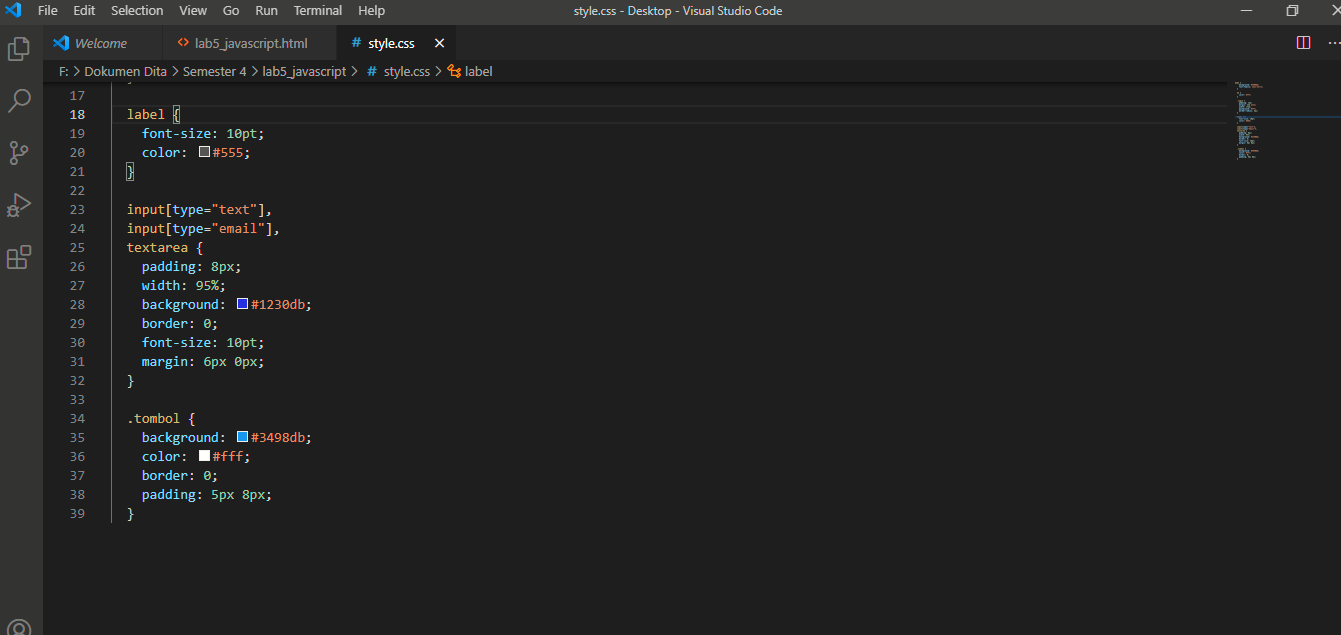 File Edit Selection View Go Run Terminal Help style.css - Desktop - Visual Studio Code
Welcome lab5_javascript.html # style.css
F: > Dokumen Dita > Semester 4 > lab5_javascript > # style.css > label
17
18 label {
19 font-size: 10pt;
20 color: #555;
21 }
22
23 input[type="text"],
24 input[type="email"],
25 textarea {
26 padding: 8px;
27 width: 95%;
28 background: #1230db;
29 border: 0;
30 font-size: 10pt;
31 margin: 6px 0px;
32 }
33
34 .tombol {
35 background: #3498db;
36 color: #fff;
37 border: 0;
38 padding: 5px 8px;
39 }